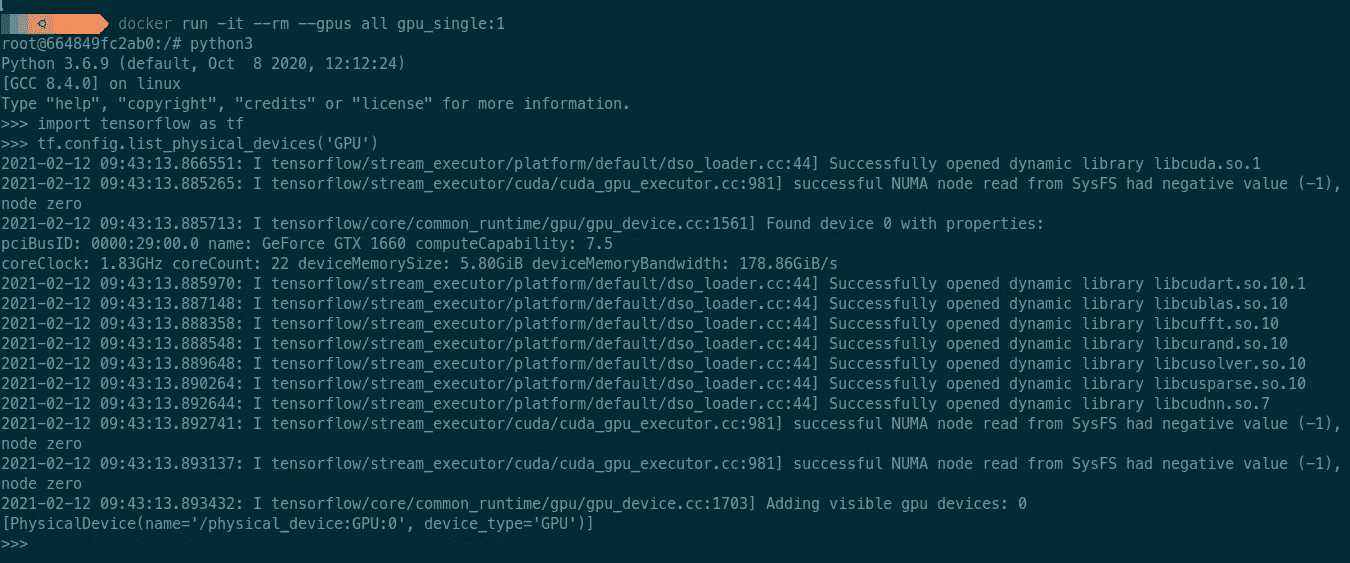 docker run -it --rm --gpus all gpu_single:1
root@664849fc2ab0:/# python3
Python 3.6.9 (default, Oct  8 2020, 12:12:24)
[GCC 8.4.0] on linux
Type "help", "copyright", "credits" or "license" for more information.
>>> import tensorflow as tf
>>> tf.config.list_physical_devices('GPU')
2021-02-12 09:43:13.866551: I tensorflow/stream_executor/platform/default/dso_loader.cc:44] Successfully opened dynamic library libcuda.so.1
2021-02-12 09:43:13.885265: I tensorflow/stream_executor/cuda/cuda_gpu_executor.cc:981] successful NUMA node read from SysFS had negative value (-1),
node zero
2021-02-12 09:43:13.885713: I tensorflow/core/common_runtime/gpu/gpu_device.cc:1561] Found device 0 with properties:
pciBusID: 0000:29:00.0 name: GeForce GTX 1660 computeCapability: 7.5
coreClock: 1.83GHz coreCount: 22 deviceMemorySize: 5.80GiB deviceMemoryBandwidth: 178.86GiB/s
2021-02-12 09:43:13.885970: I tensorflow/stream_executor/platform/default/dso_loader.cc:44] Successfully opened dynamic library libcudart.so.10.1
2021-02-12 09:43:13.887148: I tensorflow/stream_executor/platform/default/dso_loader.cc:44] Successfully opened dynamic library libcublas.so.10
2021-02-12 09:43:13.888358: I tensorflow/stream_executor/platform/default/dso_loader.cc:44] Successfully opened dynamic library libcufft.so.10
2021-02-12 09:43:13.888548: I tensorflow/stream_executor/platform/default/dso_loader.cc:44] Successfully opened dynamic library libcurand.so.10
2021-02-12 09:43:13.889648: I tensorflow/stream_executor/platform/default/dso_loader.cc:44] Successfully opened dynamic library libcusolver.so.10
2021-02-12 09:43:13.890264: I tensorflow/stream_executor/platform/default/dso_loader.cc:44] Successfully opened dynamic library libcusparse.so.10
2021-02-12 09:43:13.892644: I tensorflow/stream_executor/platform/default/dso_loader.cc:44] Successfully opened dynamic library libcudnn.so.7
2021-02-12 09:43:13.892741: I tensorflow/stream_executor/cuda/cuda_gpu_executor.cc:981] successful NUMA node read from SysFS had negative value (-1),
node zero
2021-02-12 09:43:13.893137: I tensorflow/stream_executor/cuda/cuda_gpu_executor.cc:981] successful NUMA node read from SysFS had negative value (-1),
node zero
2021-02-12 09:43:13.893432: I tensorflow/core/common_runtime/gpu/gpu_device.cc:1703] Adding visible gpu devices: 0
[PhysicalDevice(name='/physical_device:GPU:0', device_type='GPU')]
>>>